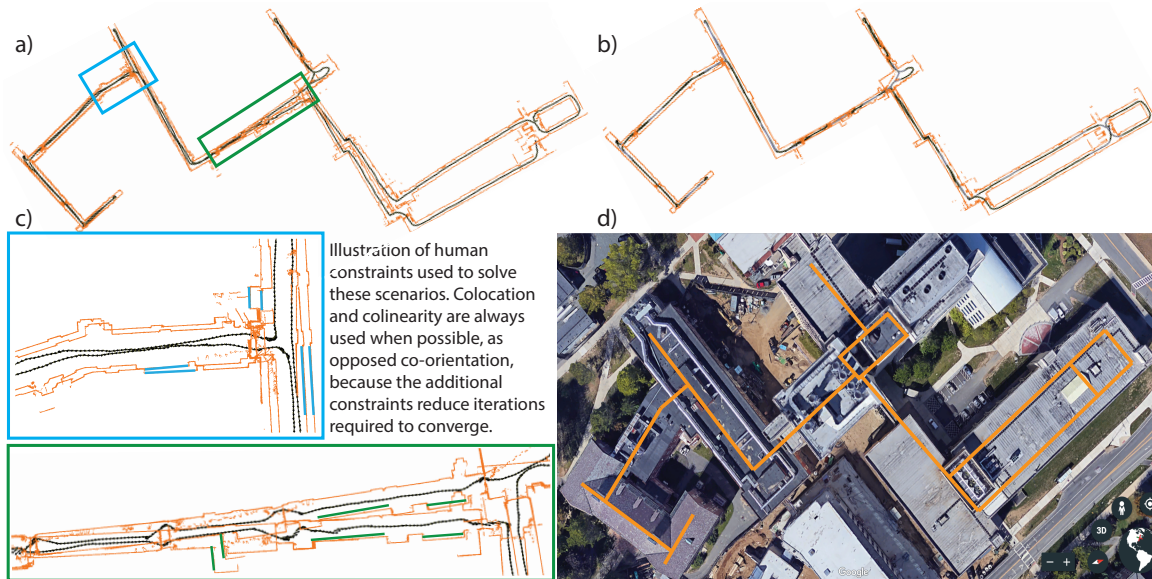 a)
b)
c)
Illustration of human
constraints used to solve
these scenarios. Colocation
and colinearity are always
used when possible, as
opposed co-orientation,
because the additional
constraints reduce iterations
required to converge.
d)
3D
Google